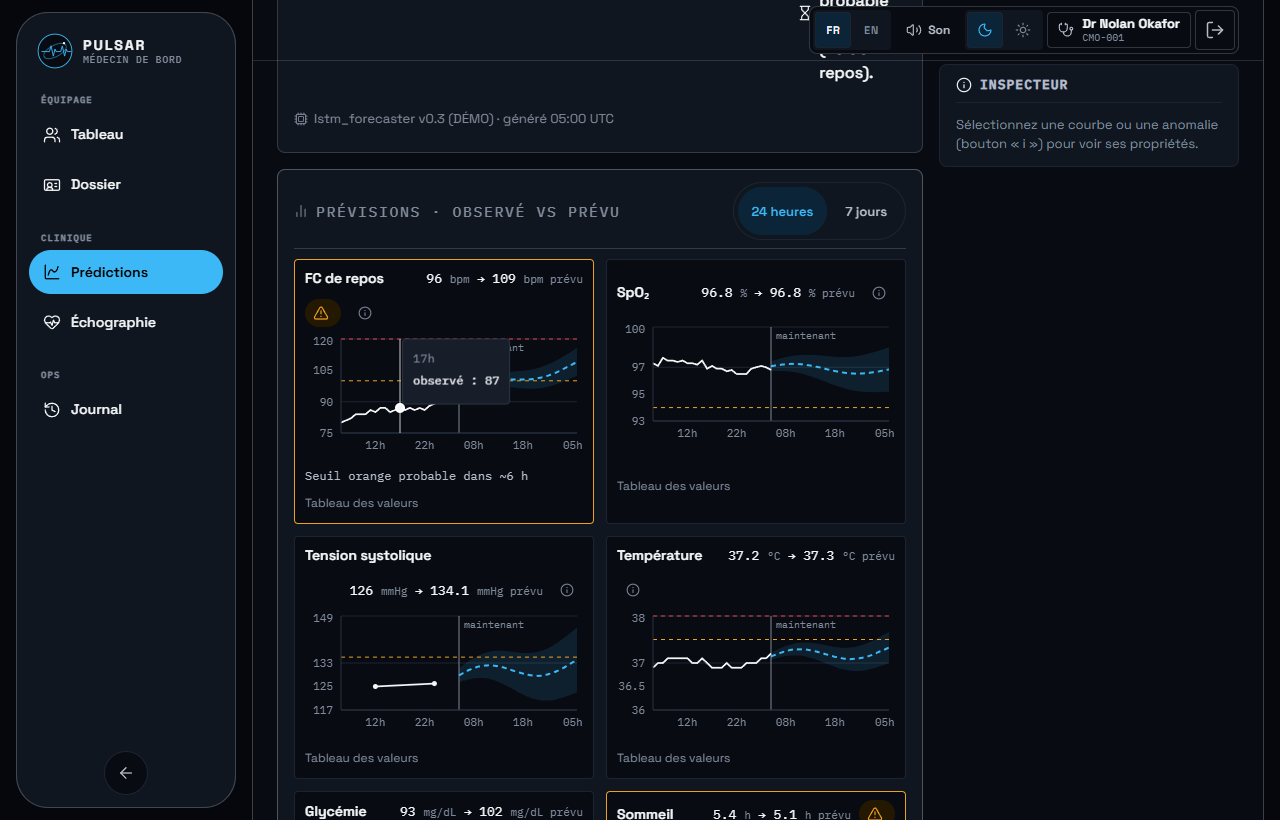 PULSAR
MÉDECIN DE BORD
ÉQUIPAGE
Tableau
Dossier
CLINIQUE
Prédictions
Échographie
OPS
Journal
FR
EN
Son
Dr Nolan Okafor
CMO-001
probable
repos).
lstm_forecaster v0.3 (DÉMO) · généré 05:00 UTC
PRÉVISIONS · OBSERVÉ VS PRÉVU
24 heures
7 jours
FC de repos
96 bpm → 109 bpm prévu
120
105
90
75
17h
observé : 87
12h
22h
08h
18h
05h
Seuil orange probable dans ~6 h
Tableau des valeurs
SpO₂
96.8 % → 96.8 % prévu
100
97
95
93
maintenant
12h
22h
08h
18h
05h
Tableau des valeurs
Tension systolique
126 mmHg → 134.1 mmHg prévu
149
133
125
117
maintenant
12h
22h
08h
18h
05h
Tableau des valeurs
Température
37.2 °C → 37.3 °C prévu
38
37
36.5
36
maintenant
12h
22h
08h
18h
05h
Tableau des valeurs
Glycémie
93 mg/dL → 102 mg/dL prévu
Sommeil
5.4 h → 5.1 h prévu
INSPECTEUR
Sélectionnez une courbe ou une anomalie
(bouton « i ») pour voir ses propriétés.